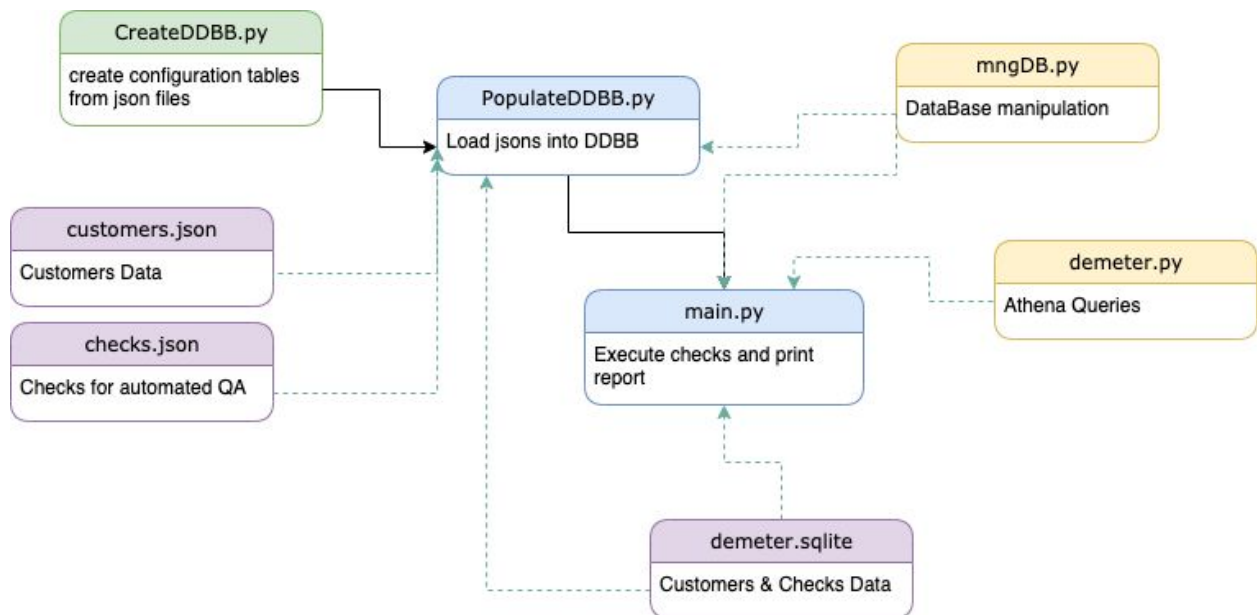 CreateDDBB.py
create configuration tables
from json files
PopulateDDBB.py
Load jsons into DDBB
mngDB.py
DataBase manipulation
customers.json
Customers Data
checks.json
Checks for automated QA
main.py
Execute checks and print
report
demeter.py
Athena Queries
demeter.sqlite
Customers & Checks Data